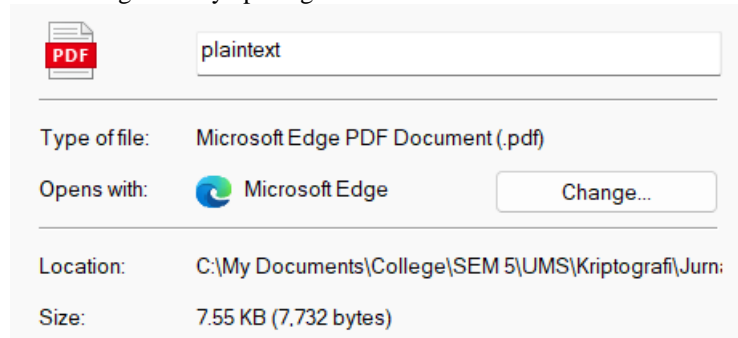 PDF
plaintext
Type of file: Microsoft Edge PDF Document (.pdf)
Opens with: Microsoft Edge Change...
Location: C:\My Documents\College\SEM 5\UMS\Kriptografi\Jurn
Size: 7.55 KB (7,732 bytes)